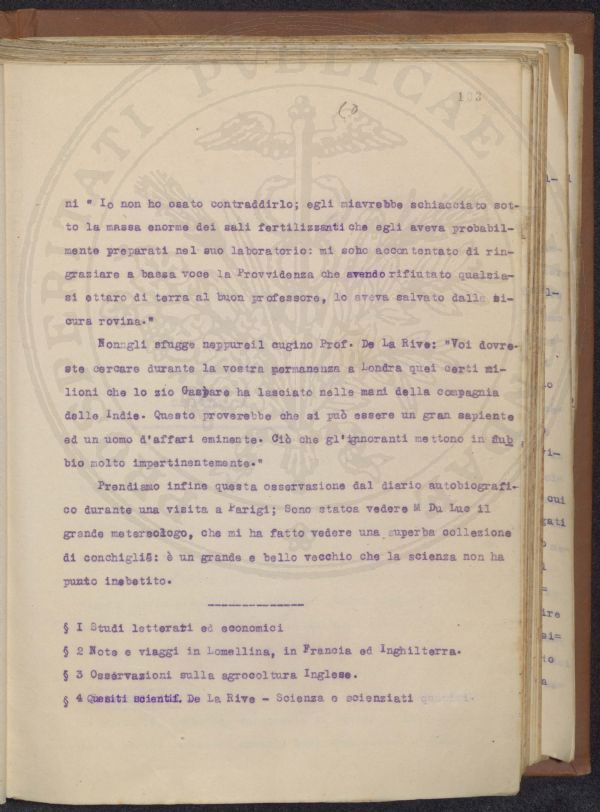 PERITATI PVBLICAE
60
133
ni " Io non ho osato contraddirlo; egli miavrebbe schiacciato sot-
to la massa enorme dei sali fertilizzanti che egli aveva probabil-
mente preparati nel suo laboratorio: mi soho accontentato di rin-
graziare a bassa voce la Provvidenza che avendo rifiutato qualsia-
si ettaro di terra al buon professore, lo aveva salvato dalla si-
cura rovina."
Nongli sfugge neppureil cugino Prof. De La Rive: "Voi dovre-
ste cercare durante la vostra permanenza a Londra quei certi mi-
lioni che lo zio Gaspare ha lasciato nelle mani della compagnia
delle Indie. Questo proverebbe che si può essere un gran sapiente
ed un uomo d'affari eminente. Ciò che gl'ignoranti mettono in dub
bio molto impertinentemente."
Prendiamo infine questa osservazione dal diario autobiografi-
co durante una visita a Parigi; Sono statoa vedere M Du Luc il
grande metereologo, che mi ha fatto vedere una superba collezione
di conchiglie: è un grande e bello vecchio che la scienza non ha
punto inebetito.
---------------
§ I Studi letterari ed economici
§ 2 Note e viaggi in Lomellina, in Francia ed Inghilterra.
§ 3 Osservazioni sulla agrocoltura Inglese.
§ 4 Quesiti scientif. De La Rive - Scienza e scienziati